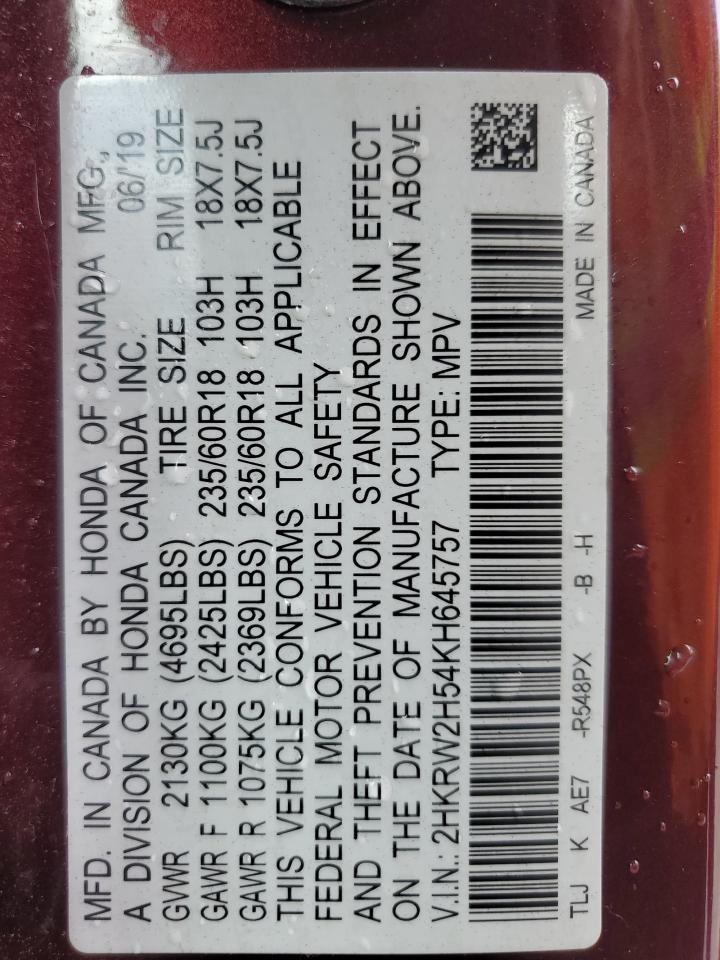 MFD. IN CANADA BY HONDA OF CANADA MFG.,
A DIVISION OF HONDA CANADA INC. 06/'19
GVWR 2130KG (4695LBS) TIRE SIZE RIM SIZE
GAWR F 1100KG (2425LBS) 235/60R18 103H 18X7.5J
GAWR R 1075KG (2369LBS) 235/60R18 103H 18X7.5J
THIS VEHICLE CONFORMS TO ALL APPLICABLE
FEDERAL MOTOR VEHICLE SAFETY
AND THEFT PREVENTION STANDARDS IN EFFECT
ON THE DATE OF MANUFACTURE SHOWN ABOVE.
V.I.N.: 2HKRW2H54KH645757 TYPE: MPV
TLJ K AE7 -R548PX -B -H MADE IN CANADA